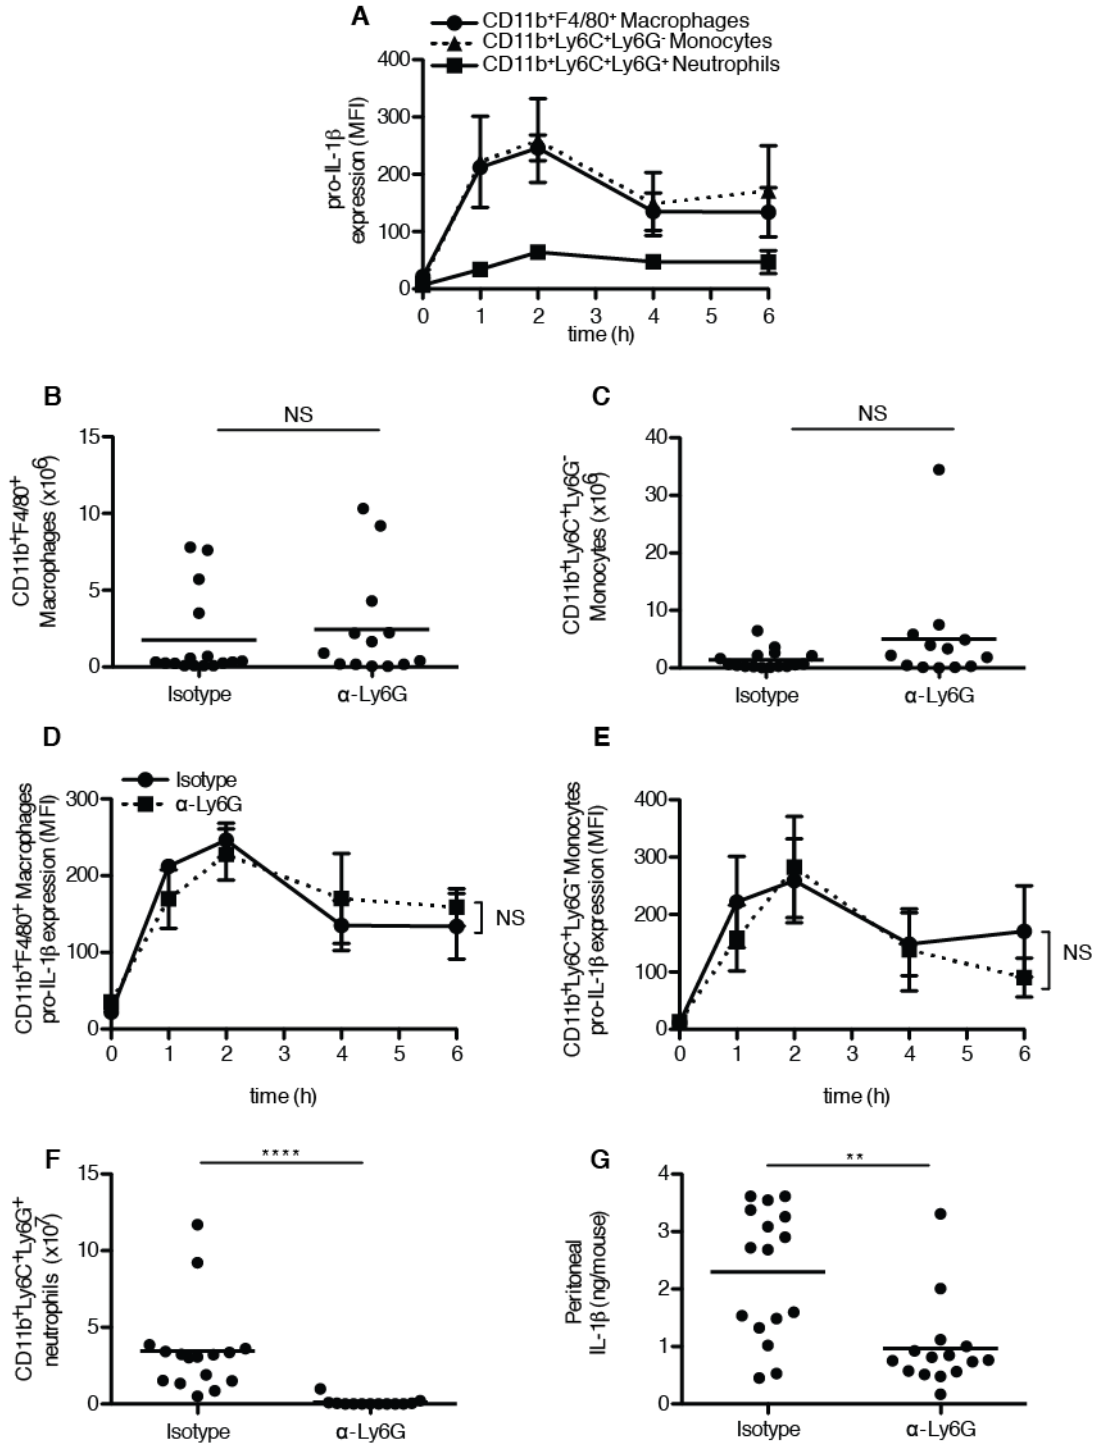 A
CD11b+F4/80+ Macrophages
CD11b+Ly6C+Ly6G- Monocytes
CD11b+Ly6C+Ly6G+ Neutrophils
pro-IL-1β
expression (MFI)
400
300
200
100
0
0 1 2 3 4 5 6
time (h)
B
NS
CD11b+F4/80+
Macrophages (x106)
15
10
5
0
Isotype α-Ly6G
C
NS
CD11b+Ly6C+Ly6G-
Monocytes (x106)
40
30
20
10
0
Isotype α-Ly6G
D
Isotype
α-Ly6G
CD11b+F4/80+ Macrophages
pro-IL-1β expression (MFI)
300
200
100
0
NS
0 1 2 3 4 5 6
time (h)
E
CD11b+Ly6C+Ly6G- Monocytes
pro-IL-1β expression (MFI)
400
300
200
100
0
NS
0 1 2 3 4 5 6
time (h)
F
****
CD11b+Ly6C+Ly6G+
neutrophils (x107)
15
10
5
0
Isotype α-Ly6G
G
**
Peritoneal
IL-1β (ng/mouse)
4
3
2
1
0
Isotype α-Ly6G